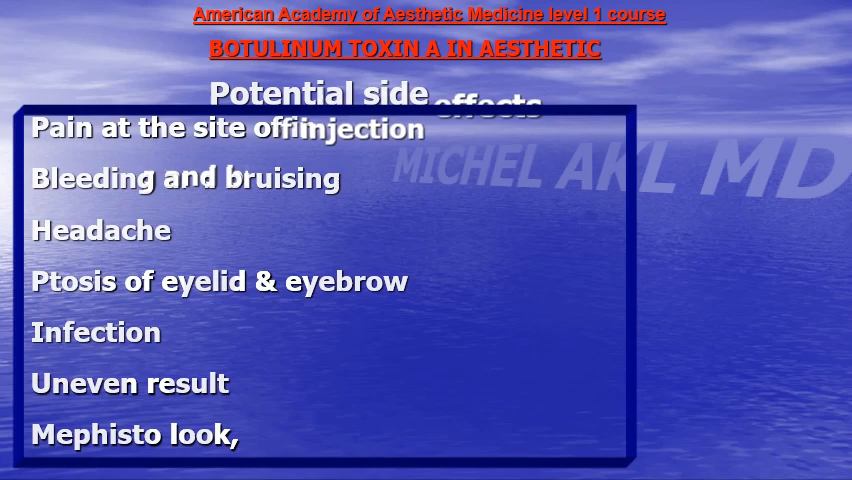 American Academy of Aesthetic Medicine level 1 course
BOTULINUM TOXIN A IN AESTHETIC
Potential side effects
Pain at the site of injection
MICHEL AKL MD
Bleeding and bruising
Headache
Ptosis of eyelid & eyebrow
Infection
Uneven result
Mephisto look,